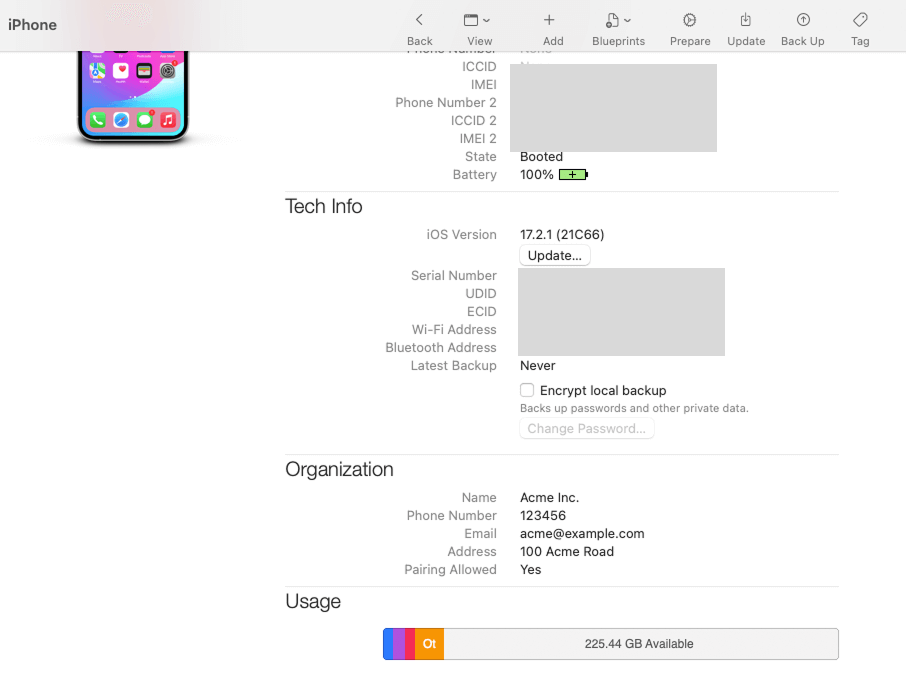 iPhone
Back
View
Add
Blueprints
Prepare
Update
Back Up
Tag
Phone Number None
ICCID
IMEI
Phone Number 2
ICCID 2
IMEI 2
State Booted
Battery 100%
Tech Info
iOS Version 17.2.1 (21C66)
Update...
Serial Number
UDID
ECID
Wi-Fi Address
Bluetooth Address
Latest Backup Never
Encrypt local backup
Backs up passwords and other private data.
Change Password...
Organization
Name Acme Inc.
Phone Number 123456
Email acme@example.com
Address 100 Acme Road
Pairing Allowed Yes
Usage
Ot 225.44 GB Available